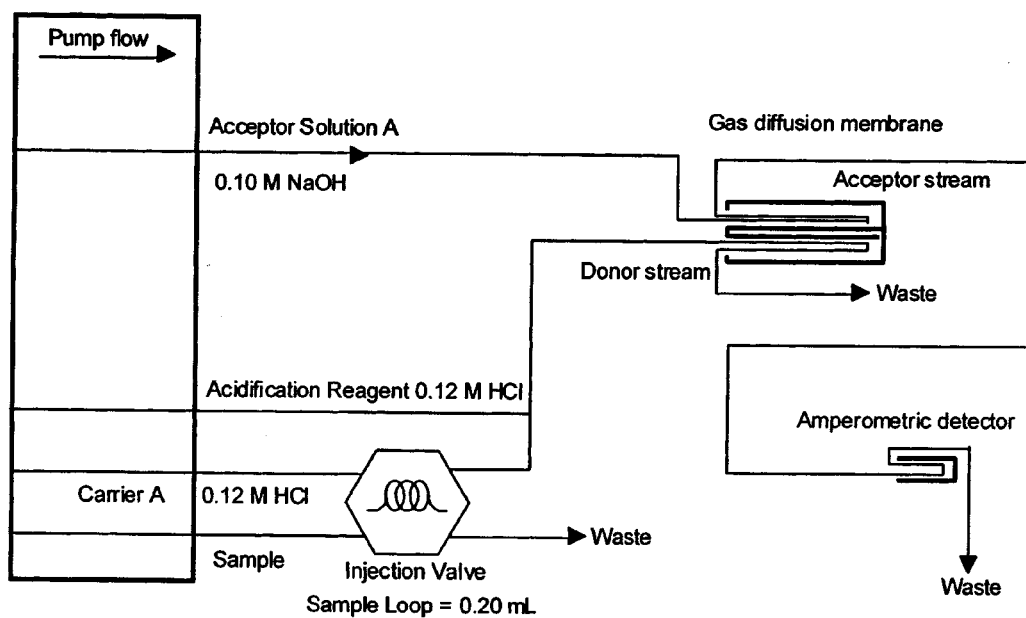 Pump flow
Acceptor Solution A
0.10 M NaOH
Gas diffusion membrane
Acceptor stream
Donor stream
Waste
Acidification Reagent 0.12 M HCl
Amperometric detector
Carrier A
0.12 M HCl
Waste
Sample
Injection Valve
Sample Loop = 0.20 mL
Waste